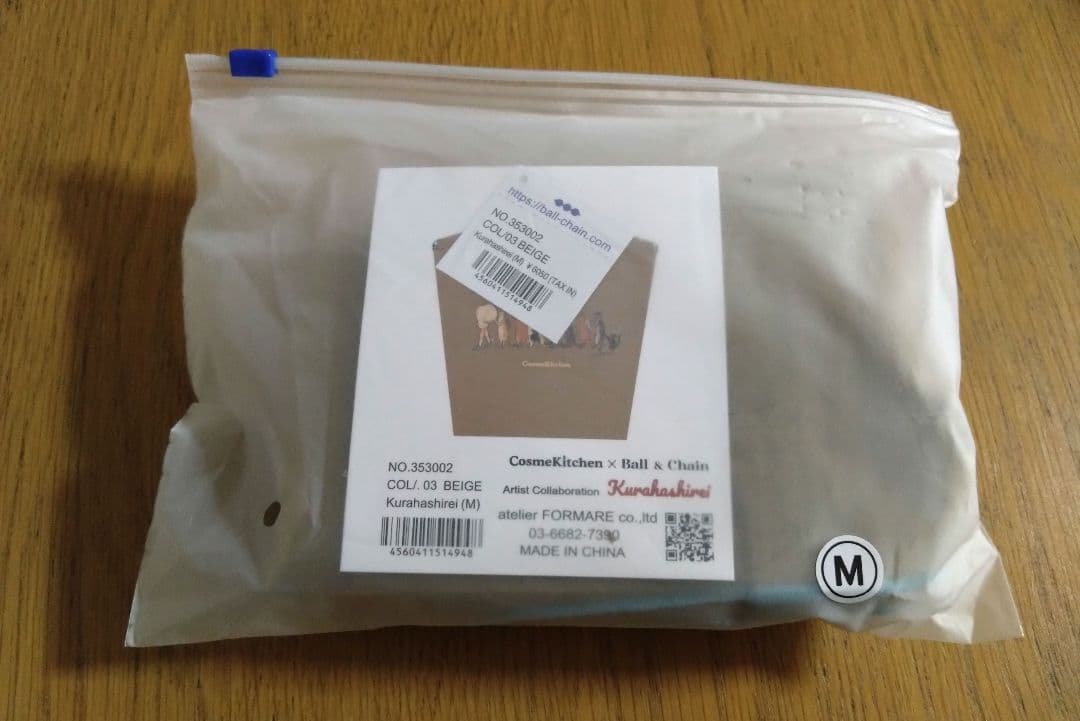 https://ball-chain.com
NO.353002
COL/03 BEIGE
Kurahashirei (M) ¥ 6050 (TAX IN)
4560411514948
CosmeKitchen
NO.353002
COL/. 03 BEIGE
Kurahashirei (M)
4560411514948
CosmeKitchen × Ball & Chain
Artist Collaboration Kurahashirei
atelier FORMARE co.,ltd
03-6682-7390
MADE IN CHINA
M